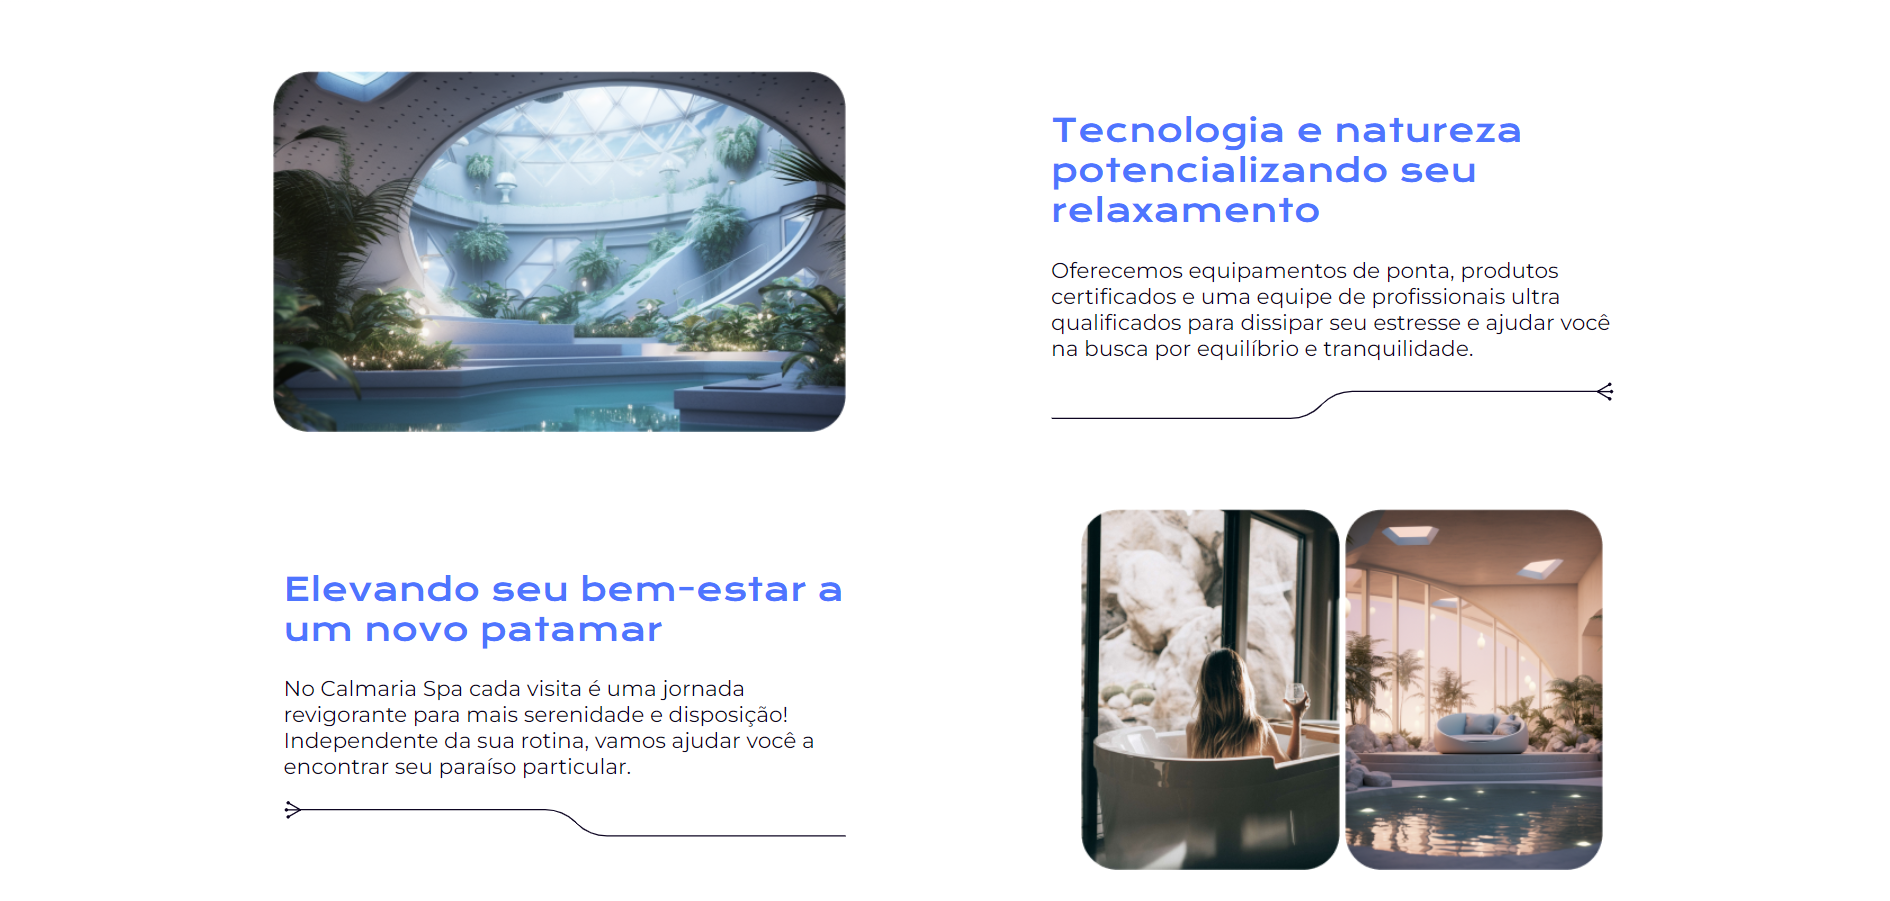 Tecnologia e natureza
potencializando seu
relaxamento
Oferecemos equipamentos de ponta, produtos
certificados e uma equipe de profissionais ultra
qualificados para dissipar seu estresse e ajudar você
na busca por equilíbrio e tranquilidade.
Elevando seu bem-estar a
um novo patamar
No Calmaria Spa cada visita é uma jornada
revigorante para mais serenidade e disposição!
Independente da sua rotina, vamos ajudar você a
encontrar seu paraíso particular.